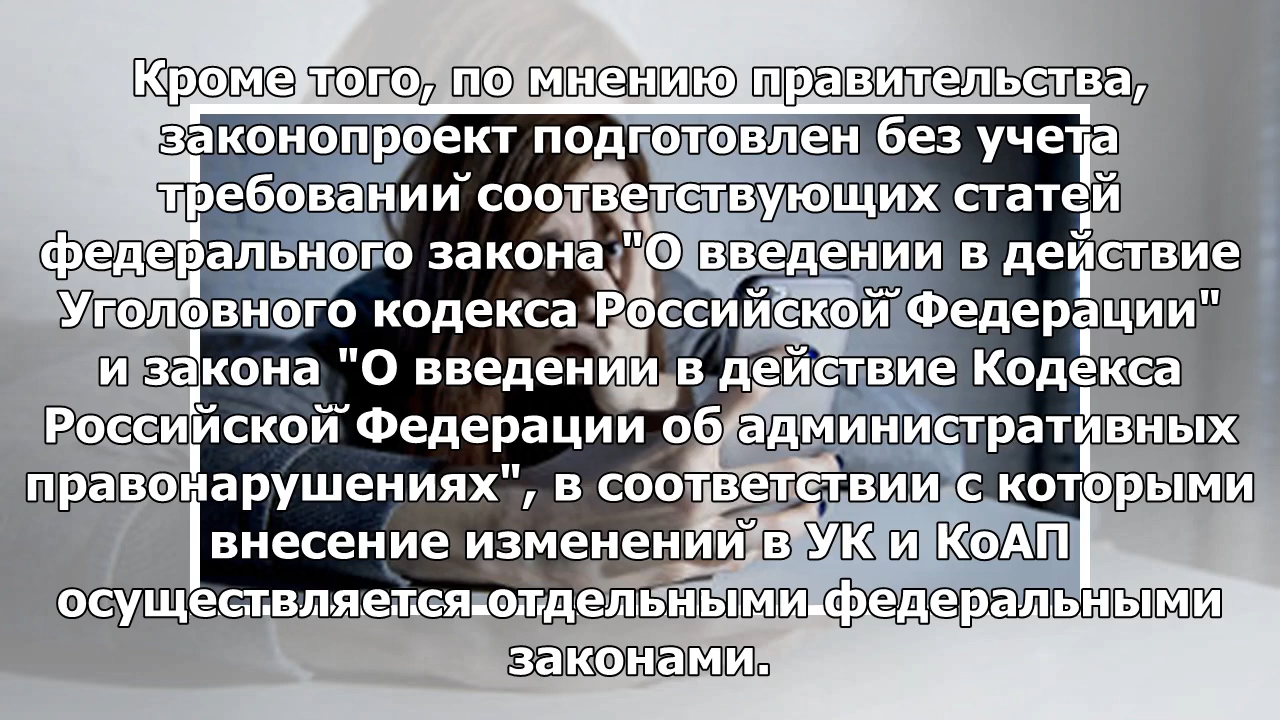 Кроме того, по мнению правительства,
законопроект подготовлен без учета
требований соответствующих статей
федерального закона "О введении в действие
Уголовного кодекса Российской Федерации"
и закона "О введении в действие Кодекса
Российской Федерации об административных
правонарушениях", в соответствии с которыми
внесение изменений в УК и КоАП
осуществляется отдельными федеральными
законами.